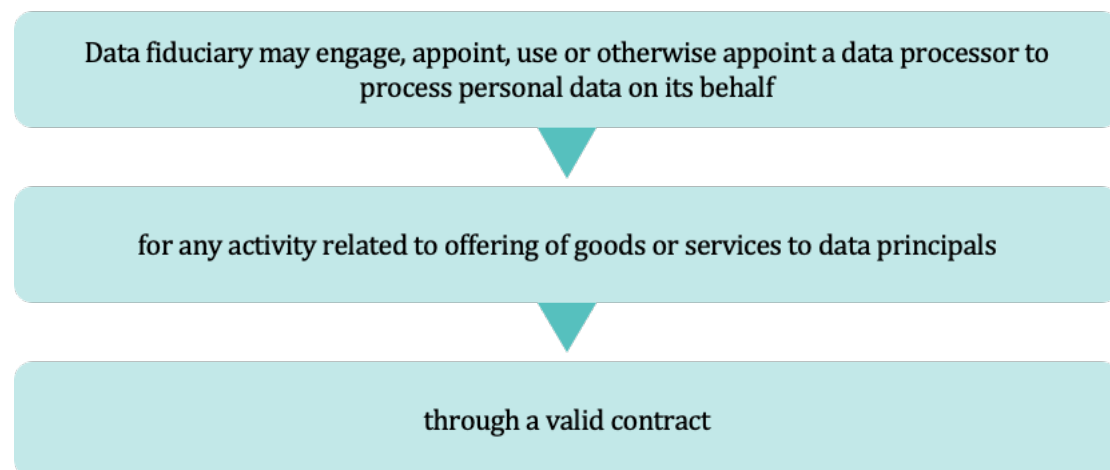 Data fiduciary may engage, appoint, use or otherwise appoint a data processor to
process personal data on its behalf
for any activity related to offering of goods or services to data principals
through a valid contract